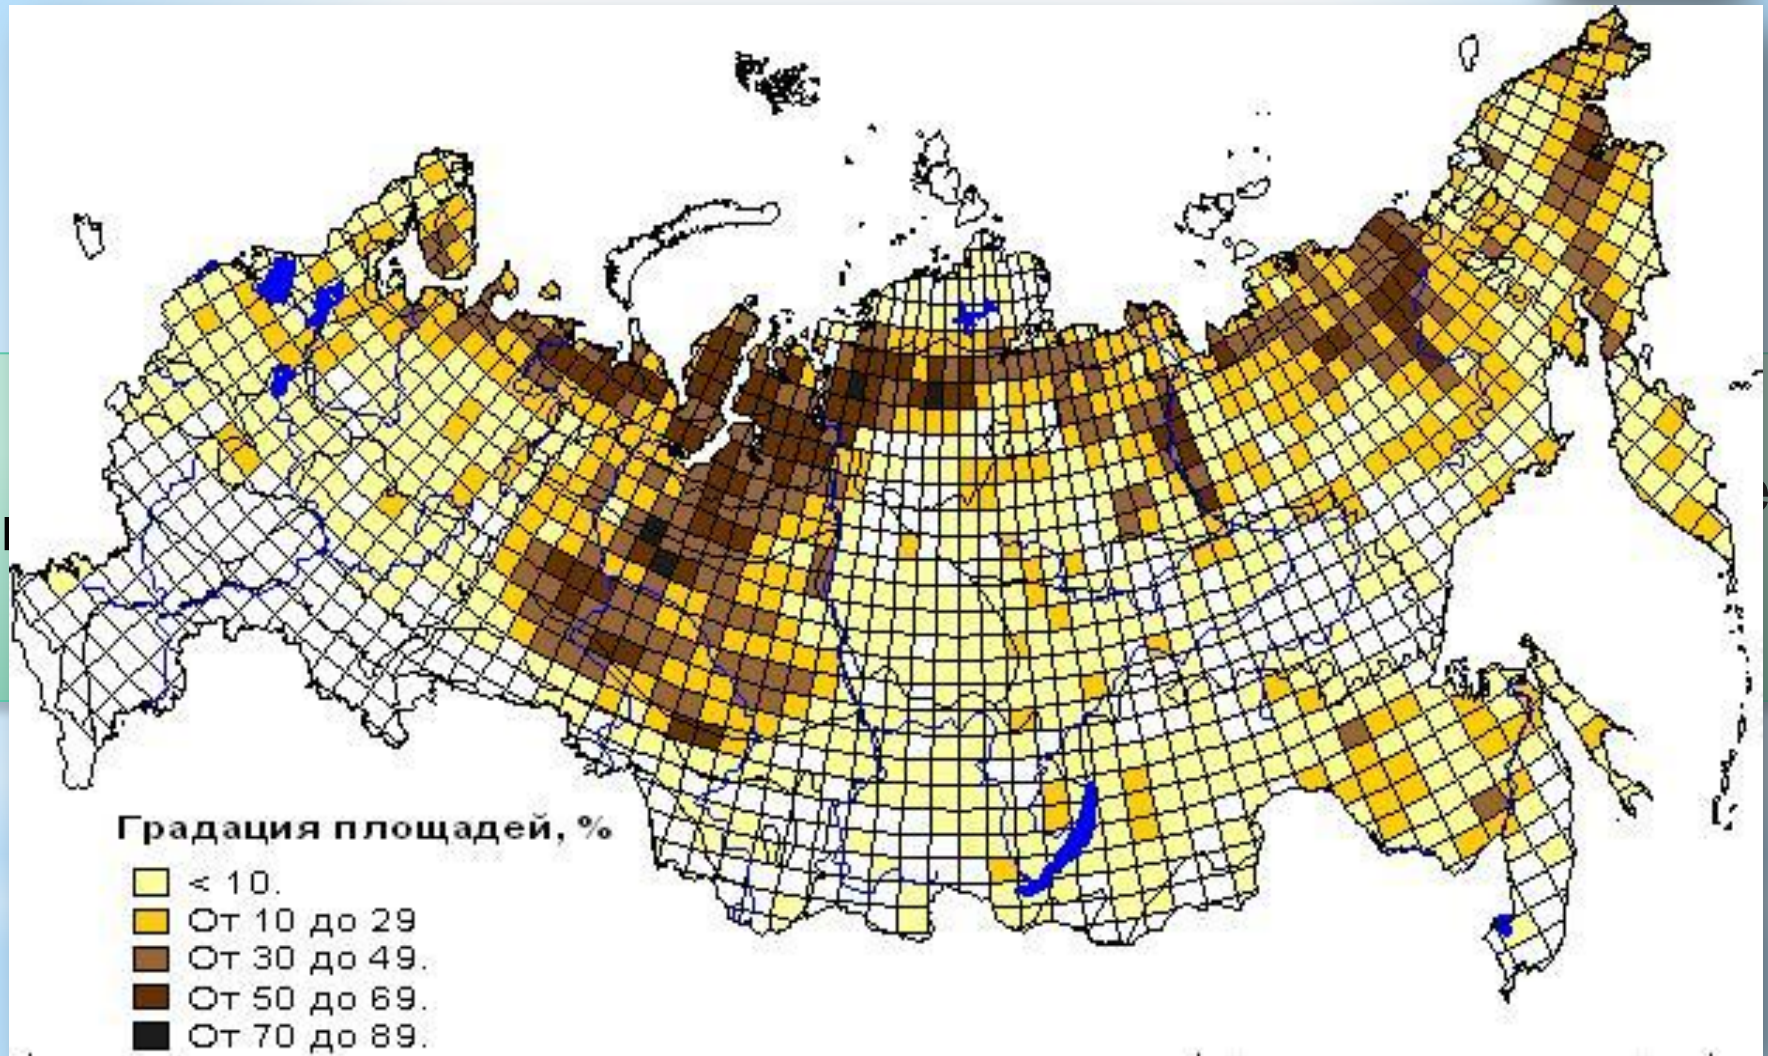 Градация площадей, %
< 10.
От 10 до 29
От 30 до 49.
От 50 до 69.
От 70 до 89.